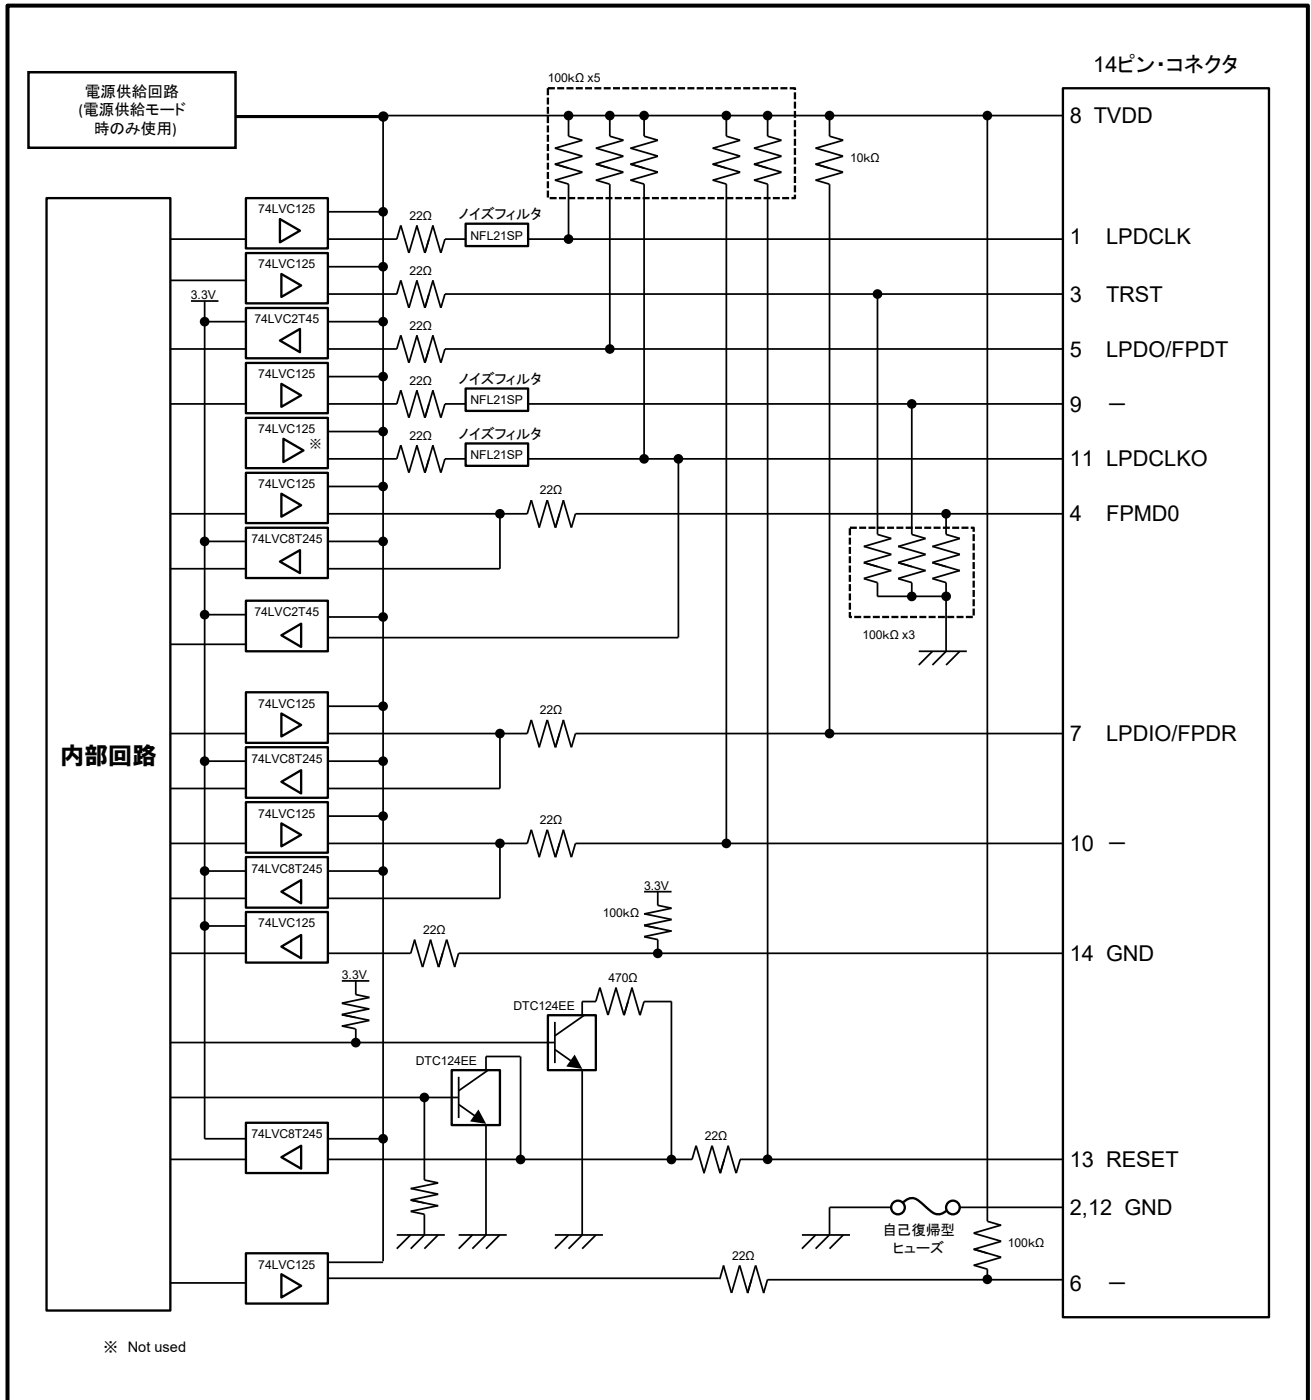 14ピン・コネクタ
電源供給回路
(電源供給モード
時のみ使用)
100kΩ x5
8 TVDD
10kΩ
74LVC125
22Ω
ノイズフィルタ
NFL21SP
1 LPDCLK
74LVC125
22Ω
3 TRST
3.3V
74LVC2T45
22Ω
5 LPDO/FPDT
74LVC125
22Ω
ノイズフィルタ
NFL21SP
9 －
74LVC125
※
22Ω
ノイズフィルタ
NFL21SP
11 LPDCLKO
74LVC125
22Ω
4 FPMD0
74LVC8T245
74LVC2T45
100kΩ x3
内部回路
74LVC125
22Ω
7 LPDIO/FPDR
74LVC8T245
74LVC125
22Ω
10 －
74LVC8T245
3.3V
100kΩ
74LVC125
22Ω
14 GND
3.3V
470Ω
DTC124EE
DTC124EE
74LVC8T245
22Ω
13 RESET
2,12 GND
自己復帰型
ヒューズ
100kΩ
74LVC125
22Ω
6 －
※ Not used